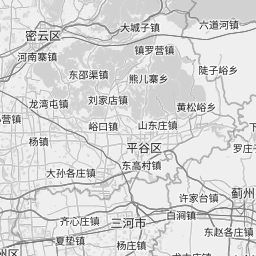 大城子镇
六道河镇
密云区
镇罗营镇
河南寨镇
东邵渠镇
熊儿寨乡
陡子峪乡
刘家店镇
龙湾屯镇
黄松峪乡
小营
峪口镇
山东庄镇
东
杨镇
平谷区
罗庄子
东高村镇
大孙各庄镇
许家台镇
蓟州
齐心庄镇
三河市
白涧镇
东赵各庄镇
夏垫镇
杨庄镇
州区